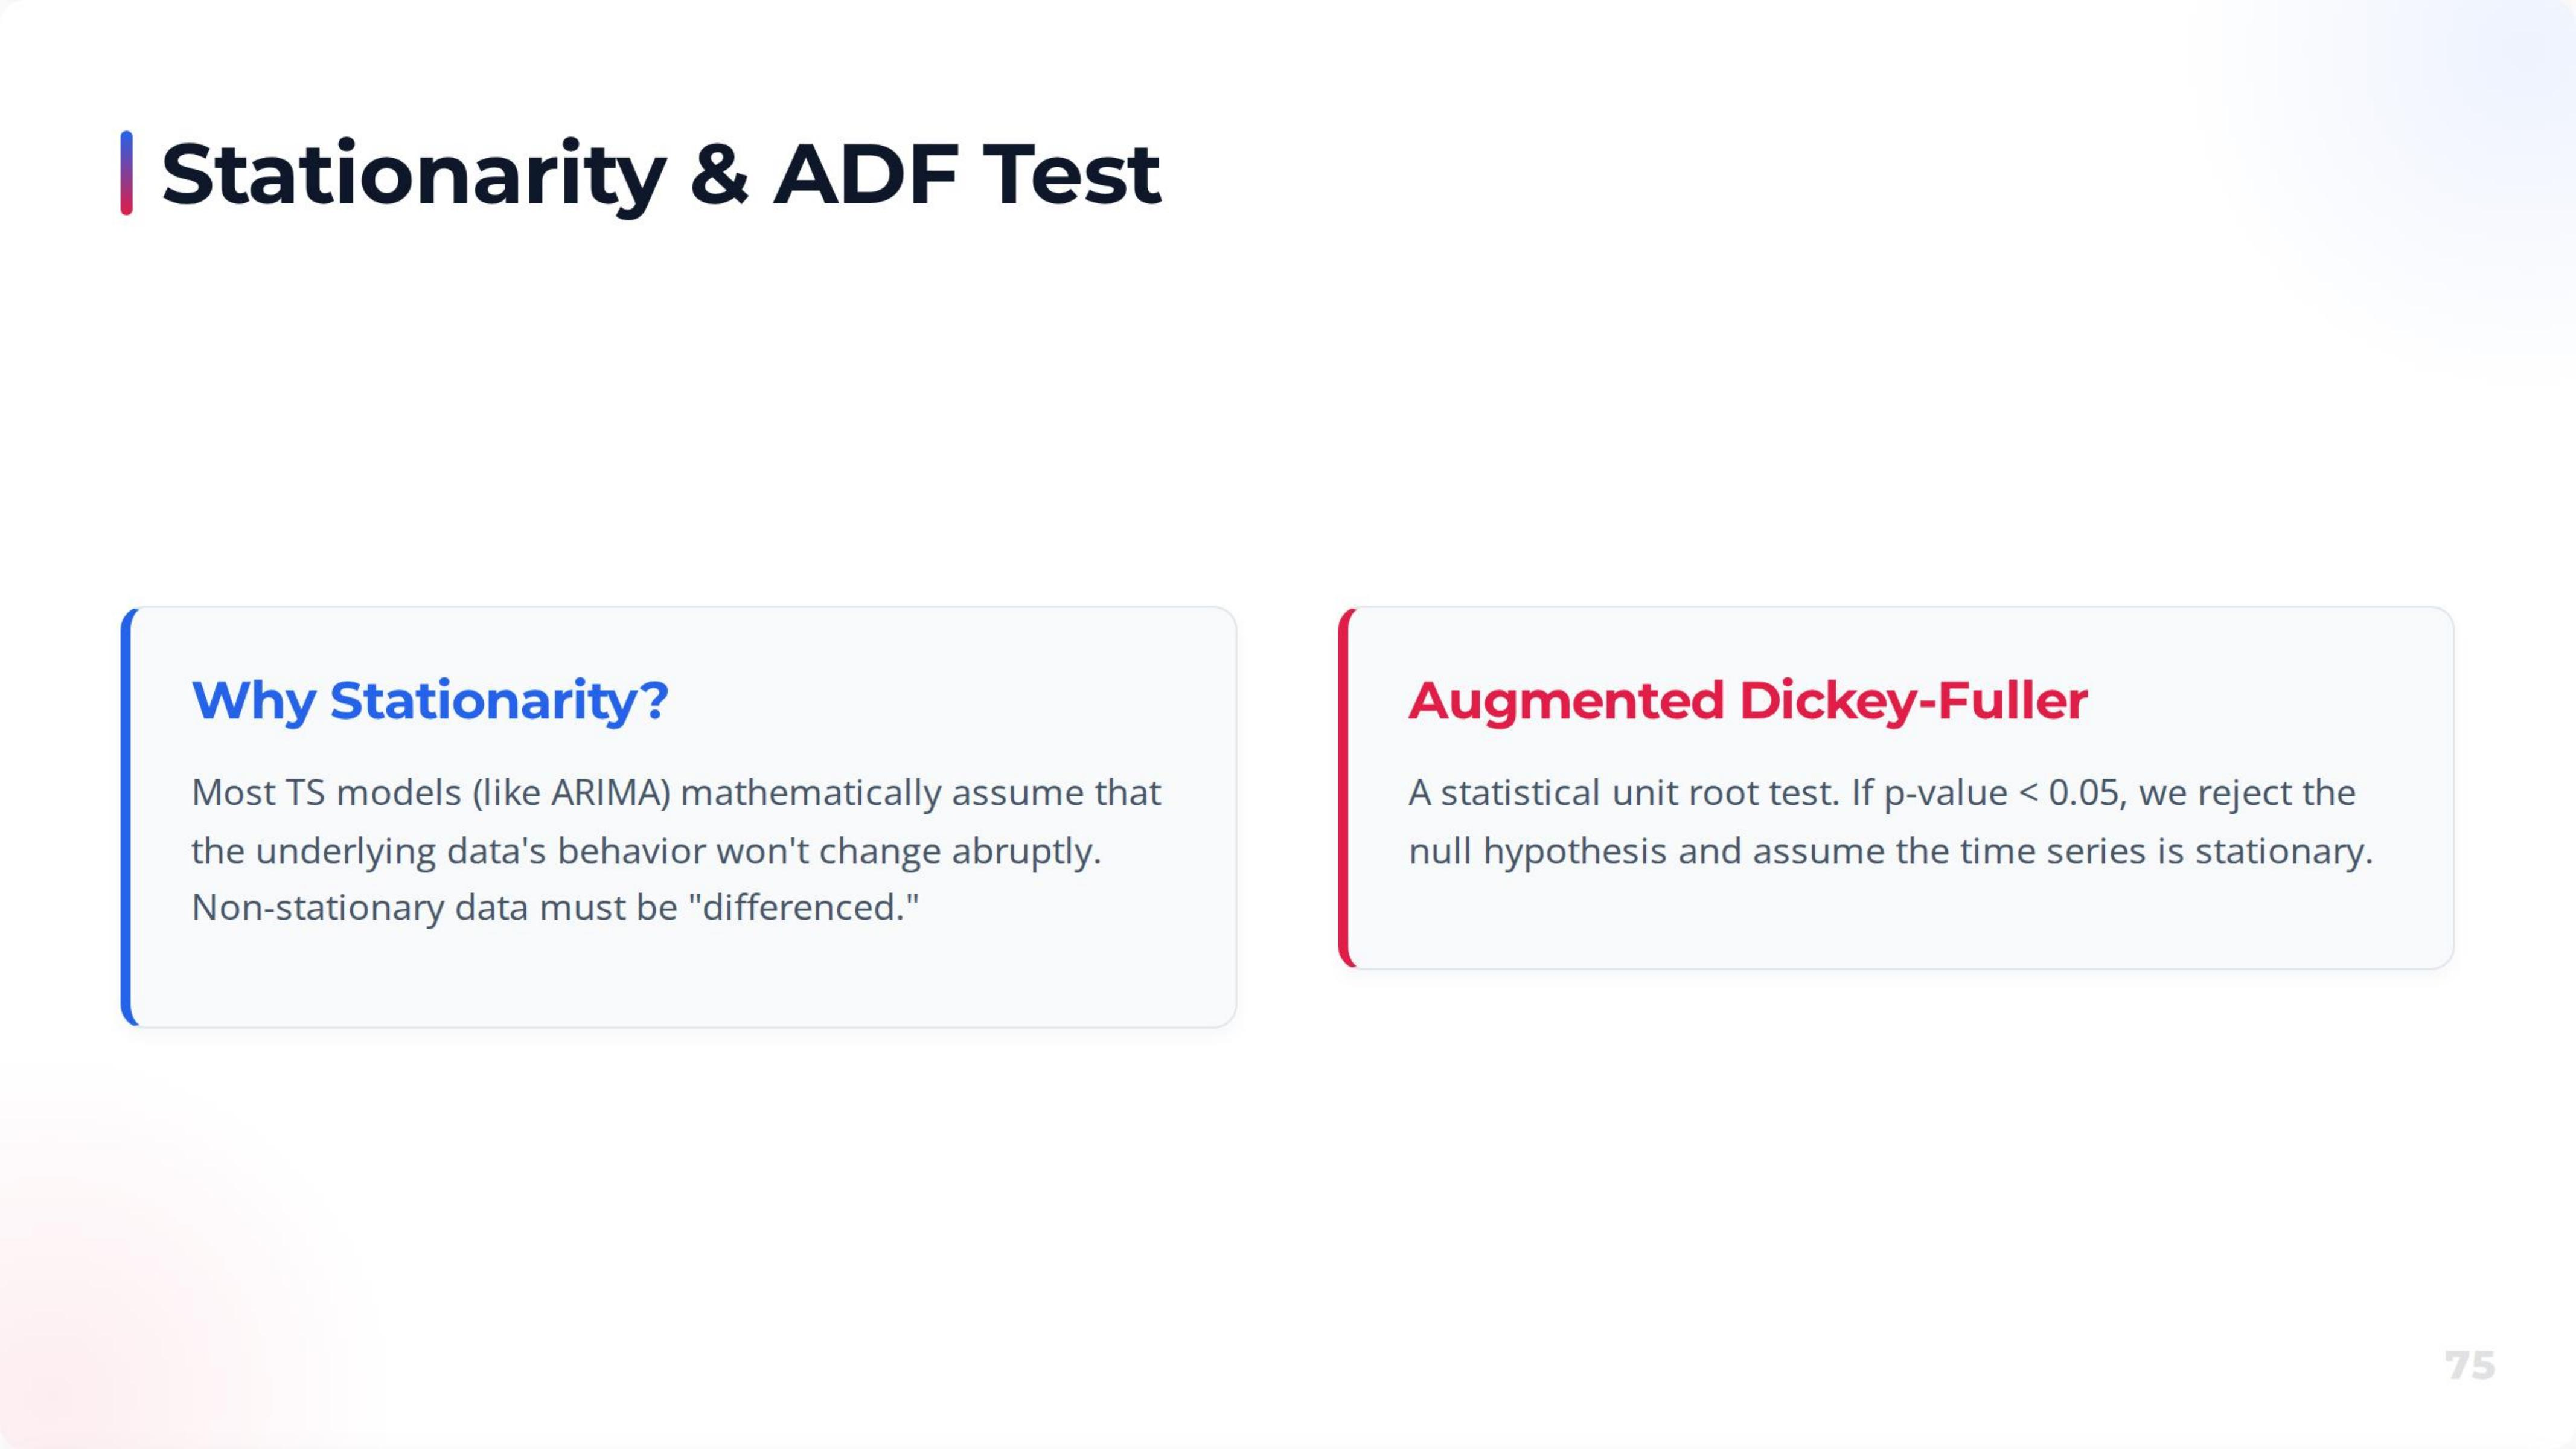 Stationarity & ADF Test
Why Stationarity?
Most TS models (like ARIMA) mathematically assume that
the underlying data's behavior won't change abruptly.
Non-stationary data must be "differenced."
Augmented Dickey-Fuller
A statistical unit root test. If p-value < 0.05, we reject the
null hypothesis and assume the time series is stationary.
75